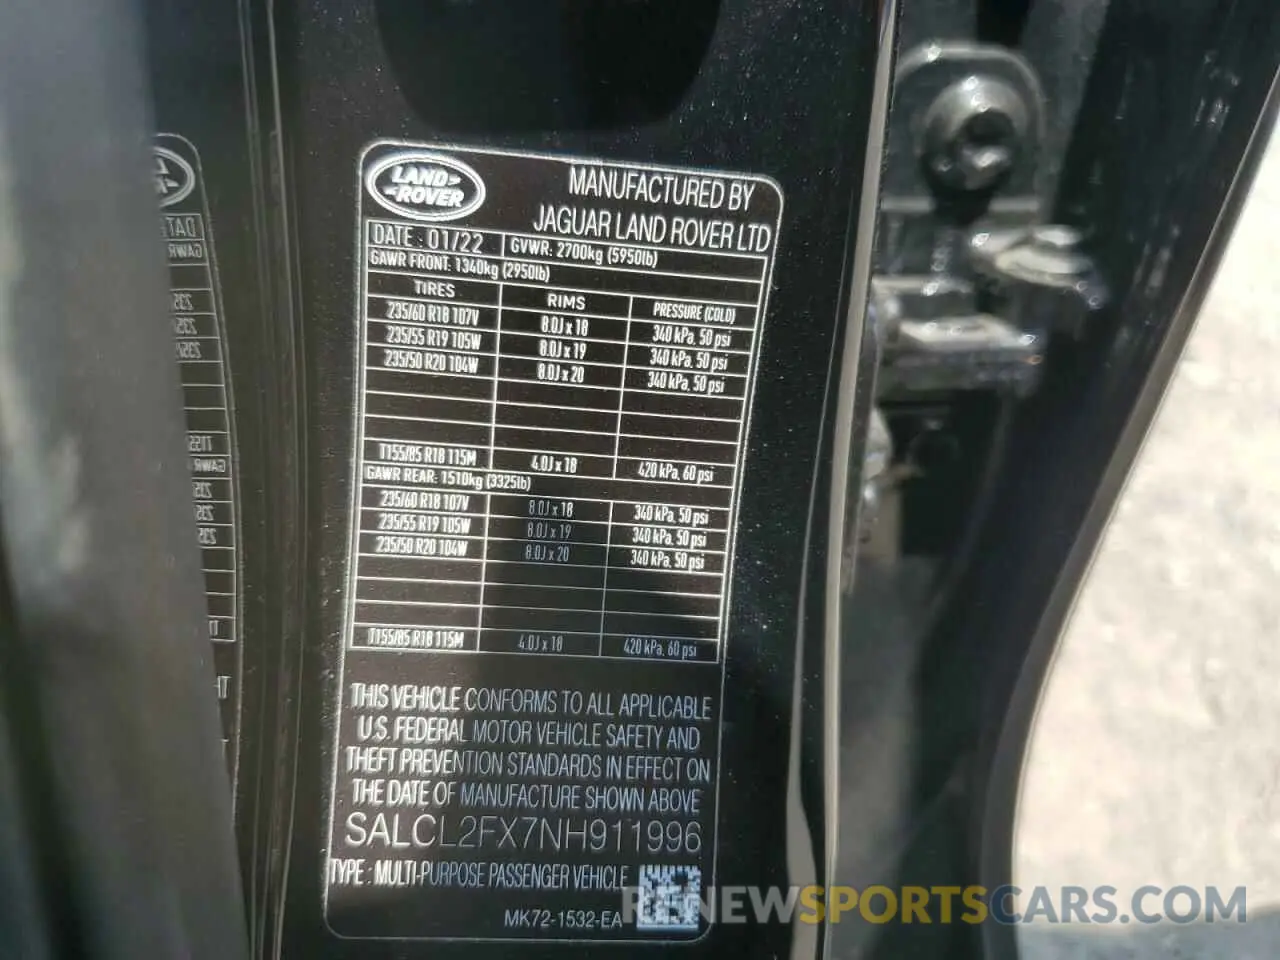 LAND ROVER
MANUFACTURED BY
JAGUAR LAND ROVER LTD
DATE : 01/22 GVWR: 2700kg (5950lb)
GAWR FRONT: 1340kg (2950lb)
TIRES RIMS PRESSURE (COLD)
235/60 R18 107V 8.0J x 18 340 kPa, 50 psi
235/55 R19 105W 8.0J x 19 340 kPa, 50 psi
235/50 R20 104W 8.0J x 20 340 kPa, 50 psi
T155/85 R18 115M 4.0J x 18 420 kPa, 60 psi
GAWR REAR: 1510kg (3325lb)
235/60 R18 107V 8.0J x 18 340 kPa, 50 psi
235/55 R19 105W 8.0J x 19 340 kPa, 50 psi
235/50 R20 104W 8.0J x 20 340 kPa, 50 psi
T155/85 R18 115M 4.0J x 18 420 kPa, 60 psi
THIS VEHICLE CONFORMS TO ALL APPLICABLE
U.S. FEDERAL MOTOR VEHICLE SAFETY AND
THEFT PREVENTION STANDARDS IN EFFECT ON
THE DATE OF MANUFACTURE SHOWN ABOVE
SALCL2FX7NH911996
TYPE : MULTI-PURPOSE PASSENGER VEHICLE
MK72-1532-EA
RENEWSPORTSCARS.COM